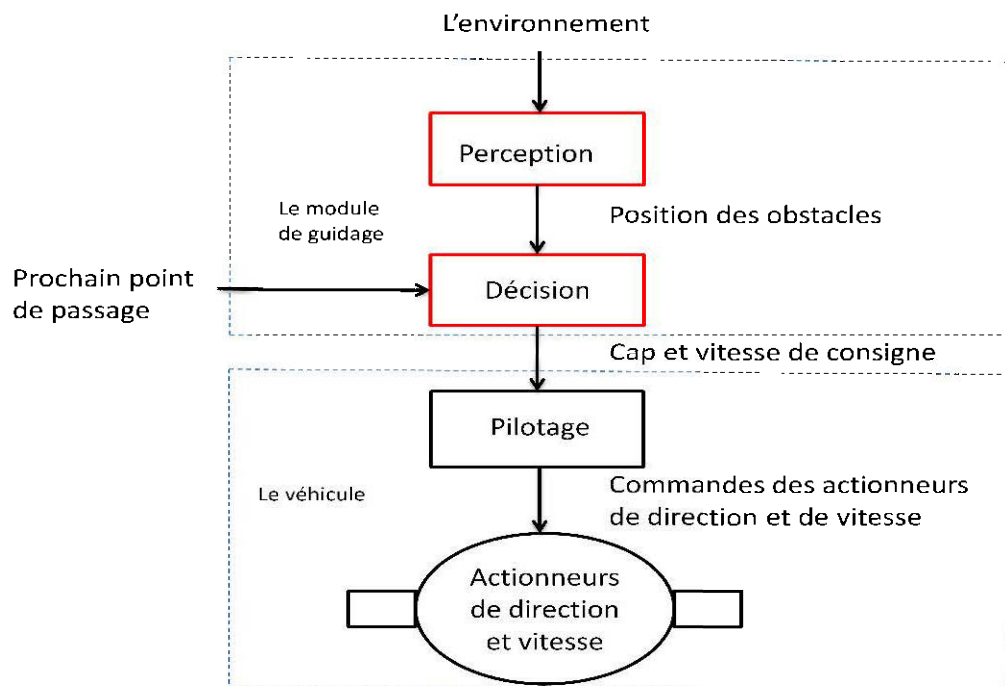 L'environnement
Perception
Le module
de guidage
Position des obstacles
Prochain point
de passage
Décision
Cap et vitesse de consigne
Pilotage
Le véhicule
Commandes des actionneurs
de direction et de vitesse
Actionneurs
de direction
et vitesse